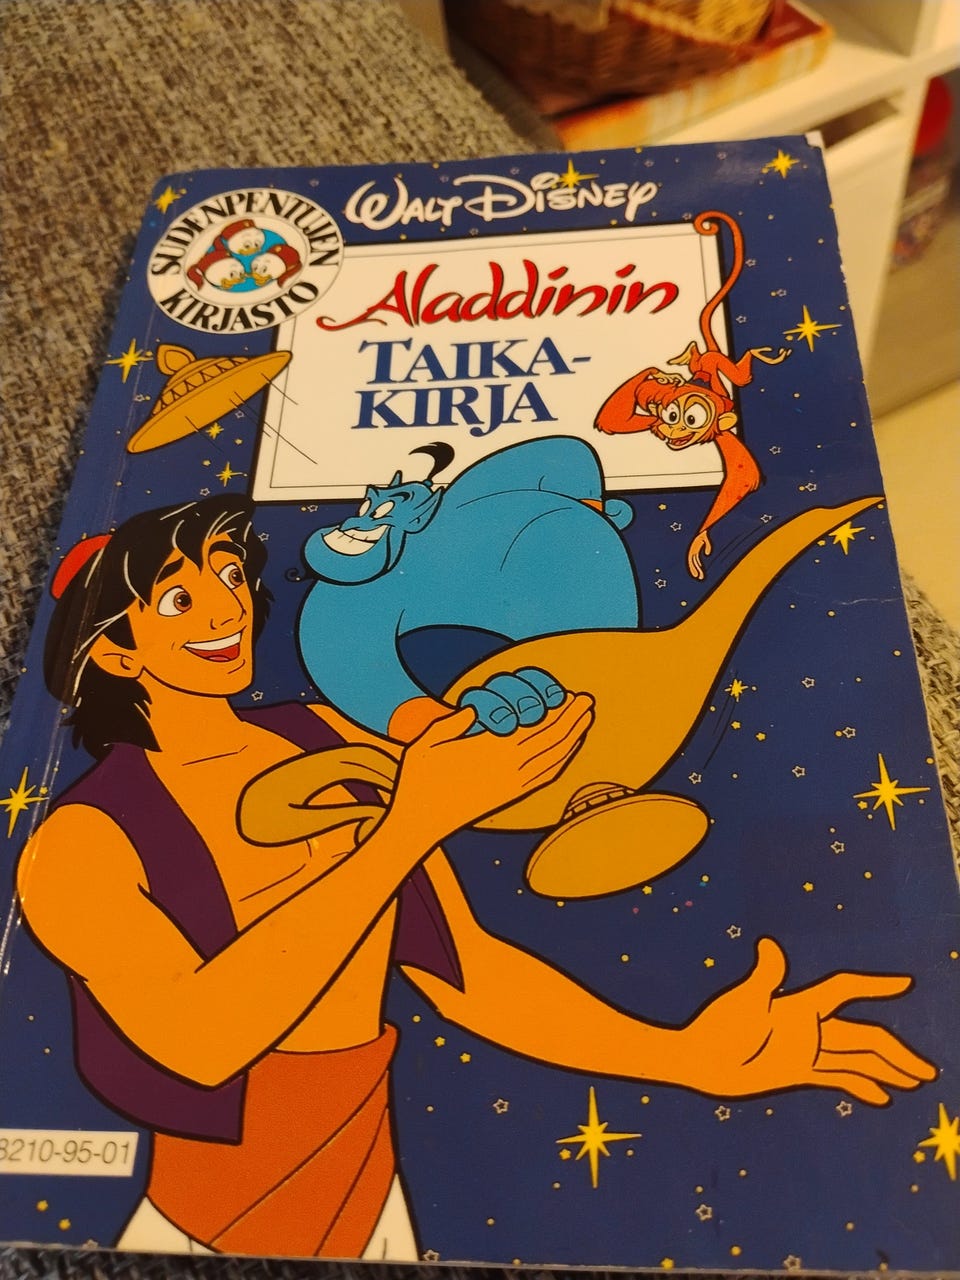 SUDENPENTUJEN
KIRJASTO
WALT DISNEY
Aladdinin
TAIKA-
KIRJA
8210-95-01